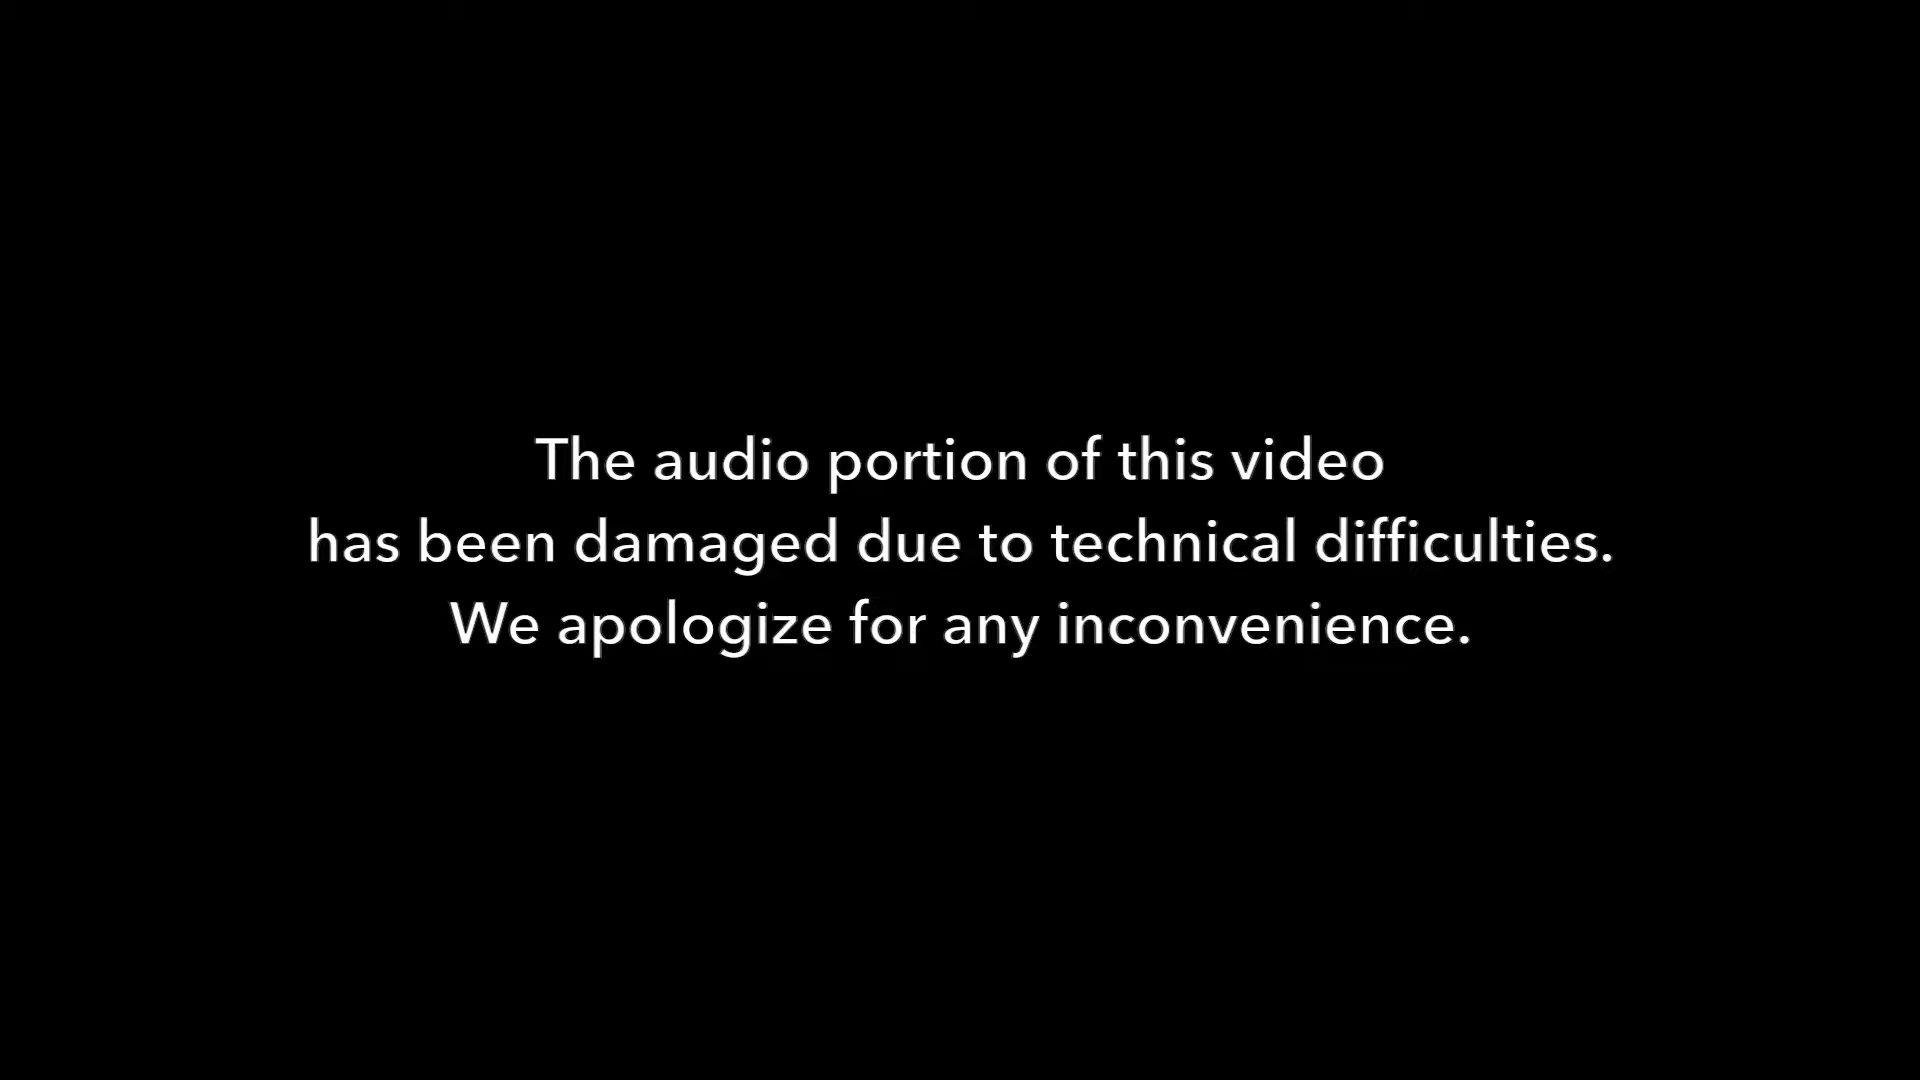 The audio portion of this video
has been damaged due to technical difficulties.
We apologize for any inconvenience.